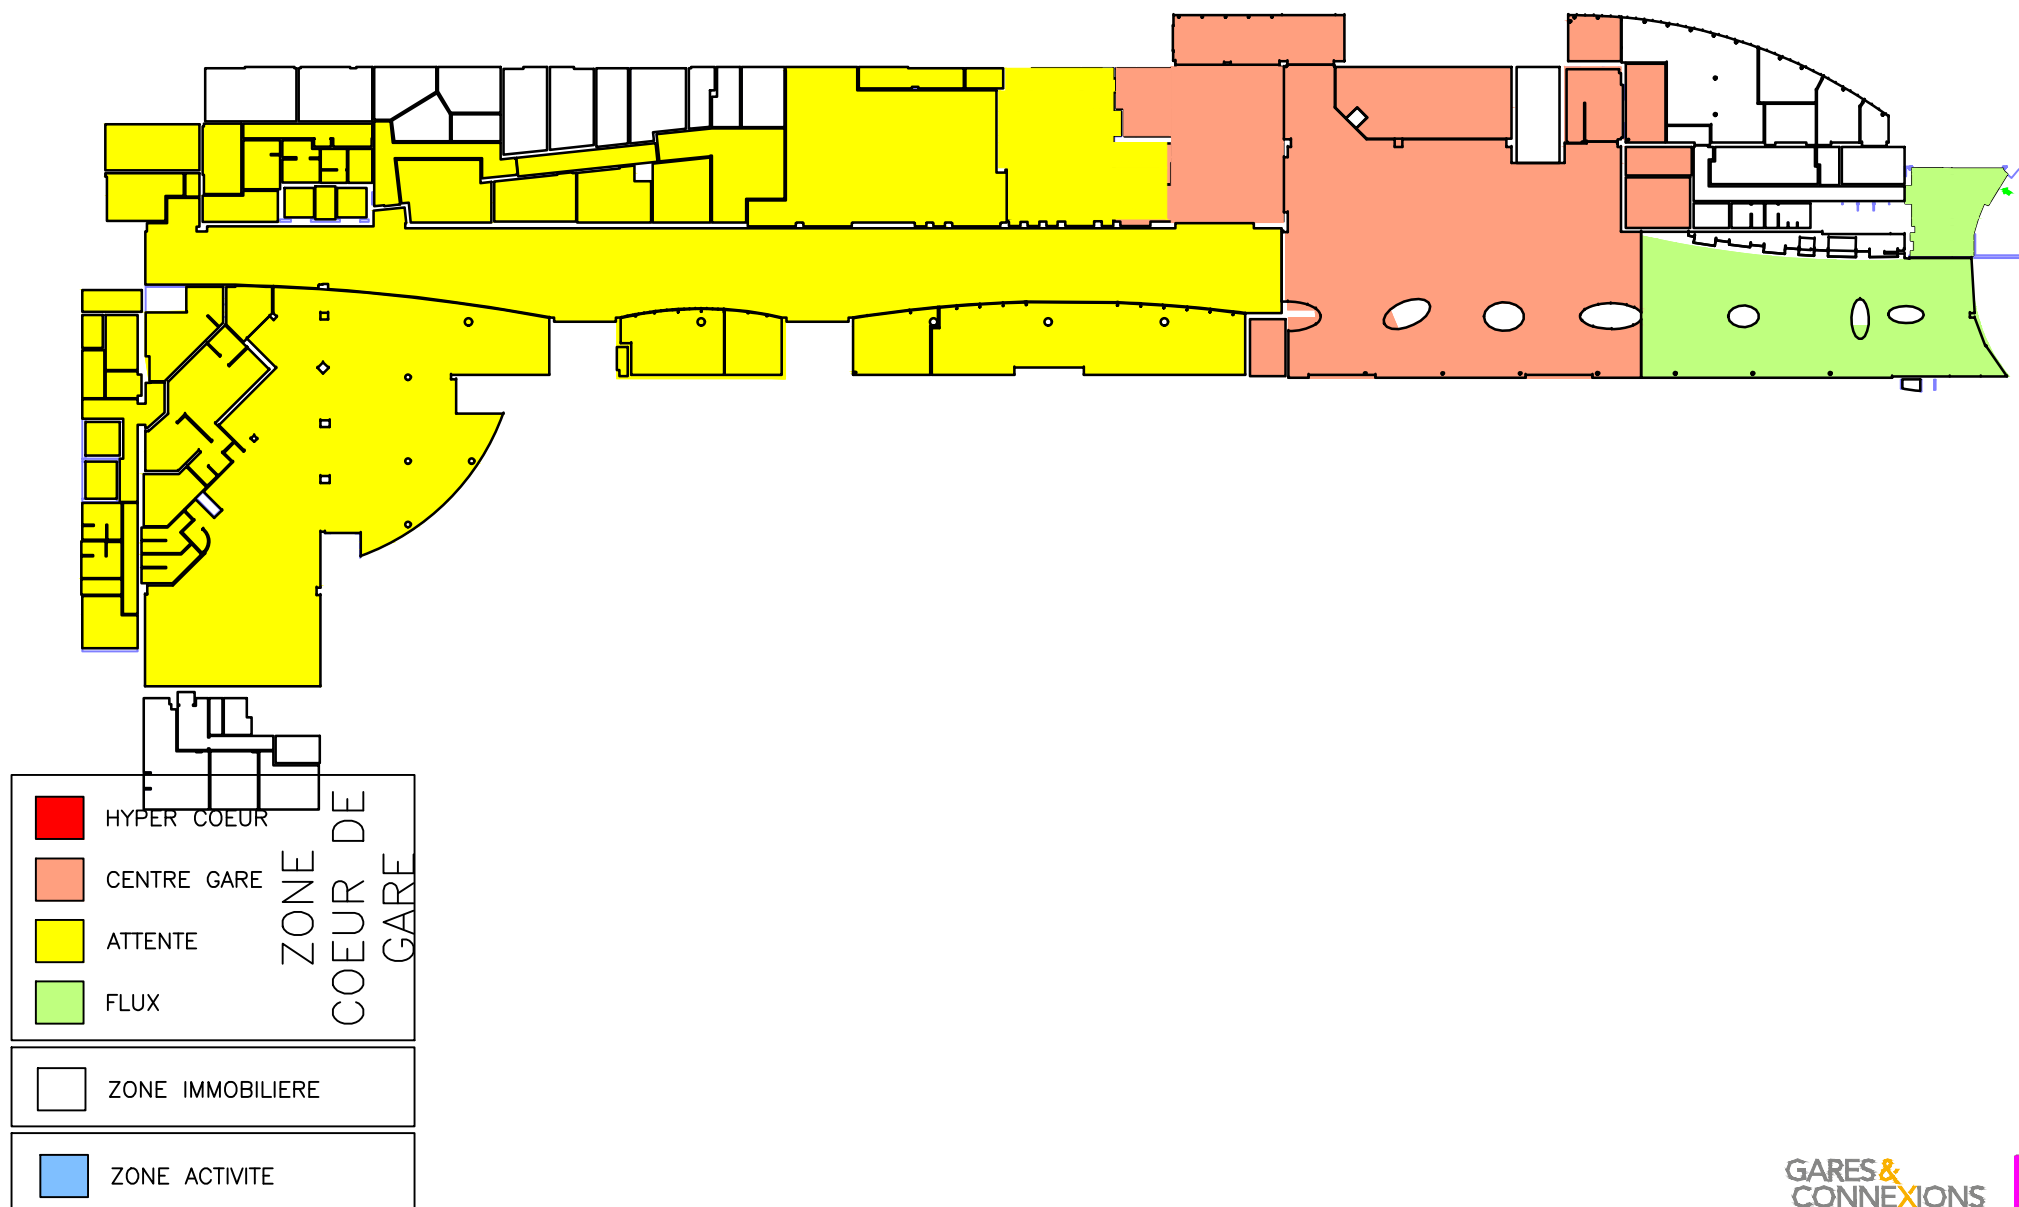 HYPER COEUR
CENTRE GARE
ATTENTE
FLUX
ZONE
COEUR DE
GARE
ZONE IMMOBILIERE
ZONE ACTIVITE
GARES &
CONNEXIONS